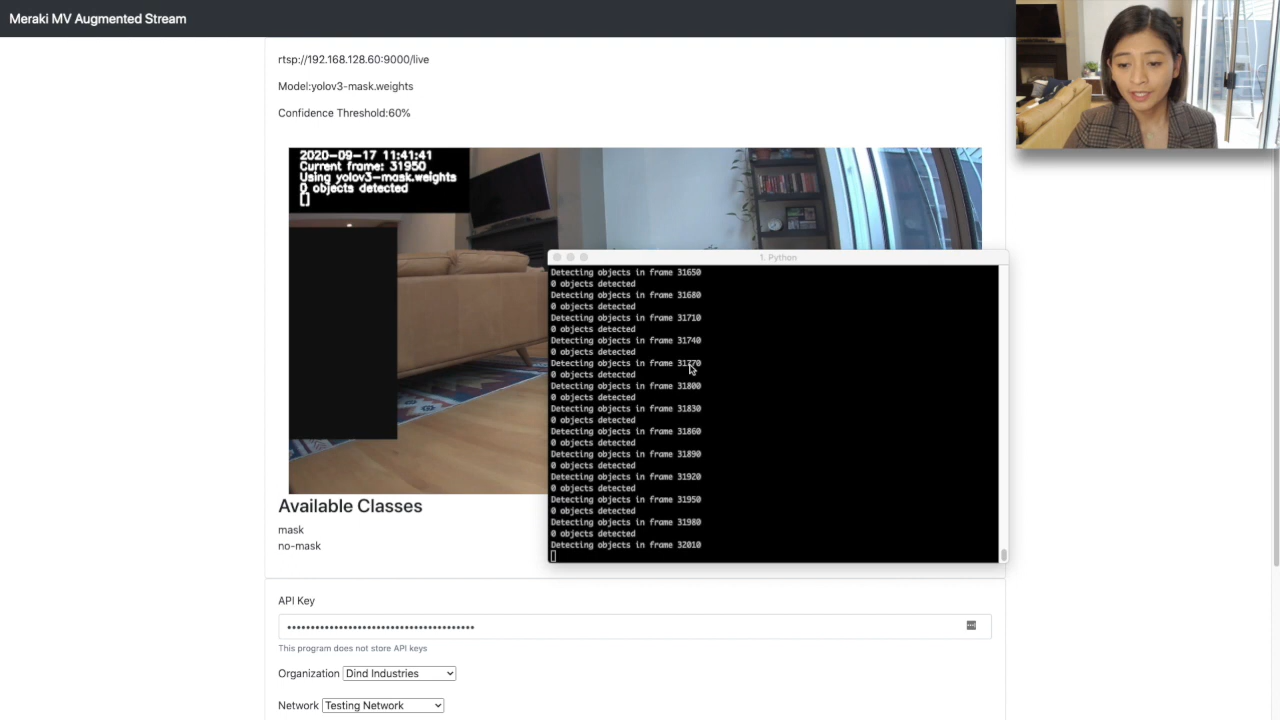 Meraki MV Augmented Stream
rtsp://192.168.128.60:9000/live
Model:yolov3-mask.weights
Confidence Threshold:60%
2020-09-17 11:41:41
Current frame: 31950
Using yolov3-mask.weights
0 objects detected
[]
1. Python
Detecting objects in frame 31650
0 objects detected
Detecting objects in frame 31680
0 objects detected
Detecting objects in frame 31710
0 objects detected
Detecting objects in frame 31740
0 objects detected
Detecting objects in frame 31770
0 objects detected
Detecting objects in frame 31800
0 objects detected
Detecting objects in frame 31830
0 objects detected
Detecting objects in frame 31860
0 objects detected
Detecting objects in frame 31890
0 objects detected
Detecting objects in frame 31920
0 objects detected
Detecting objects in frame 31950
0 objects detected
Detecting objects in frame 31980
0 objects detected
Detecting objects in frame 32010
Available Classes
mask
no-mask
API Key
This program does not store API keys
Organization Dind Industries
Network Testing Network